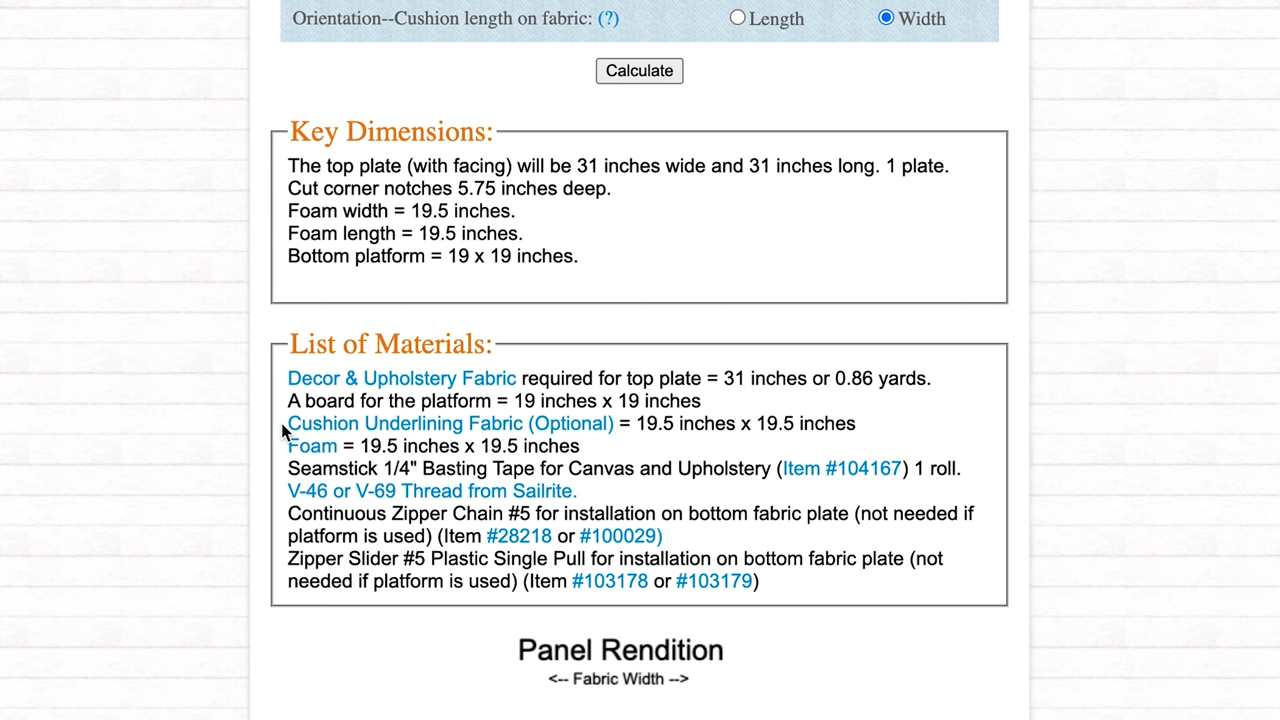 Orientation--Cushion length on fabric: (?) Length Width
Calculate
Key Dimensions:
The top plate (with facing) will be 31 inches wide and 31 inches long. 1 plate.
Cut corner notches 5.75 inches deep.
Foam width = 19.5 inches.
Foam length = 19.5 inches.
Bottom platform = 19 x 19 inches.
List of Materials:
Decor & Upholstery Fabric required for top plate = 31 inches or 0.86 yards.
A board for the platform = 19 inches x 19 inches
Cushion Underlining Fabric (Optional) = 19.5 inches x 19.5 inches
Foam = 19.5 inches x 19.5 inches
Seamstick 1/4" Basting Tape for Canvas and Upholstery (Item #104167) 1 roll.
V-46 or V-69 Thread from Sailrite.
Continuous Zipper Chain #5 for installation on bottom fabric plate (not needed if
platform is used) (Item #28218 or #100029)
Zipper Slider #5 Plastic Single Pull for installation on bottom fabric plate (not
needed if platform is used) (Item #103178 or #103179)
Panel Rendition
<-- Fabric Width -->